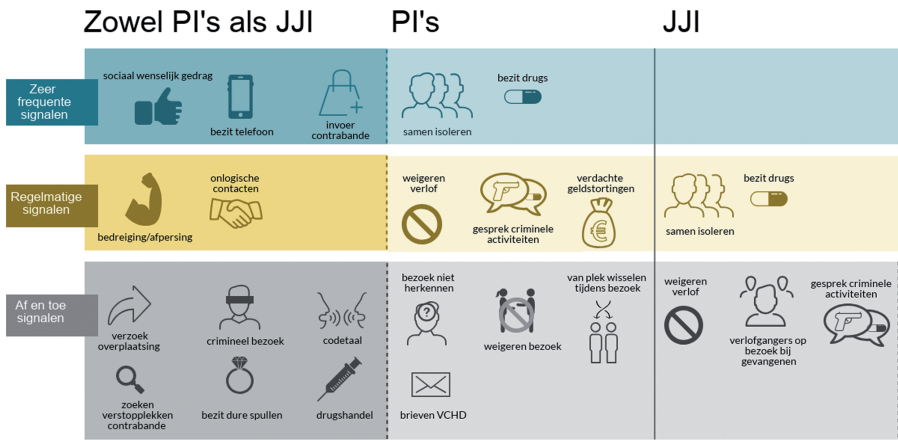 Zowel PI's als JJI
PI's
JJI
Zeer
frequente
signalen
sociaal wenselijk gedrag
bezit telefoon
invoer
contrabande
samen isoleren
bezit drugs
Regelmatige
signalen
bedreiging/afpersing
onlogische
contacten
weigeren
verlof
gesprek criminele
activiteiten
verdachte
geldstortingen
€
samen isoleren
bezit drugs
Af en toe
signalen
verzoek
overplaatsing
crimineel bezoek
codetaal
zoeken
verstopplekken
contrabande
bezit dure spullen
drugshandel
bezoek niet
herkennen
?
weigeren bezoek
van plek wisselen
tijdens bezoek
brieven VCHD
weigeren
verlof
verlofgangers op
bezoek bij
gevangenen
gesprek criminele
activiteiten